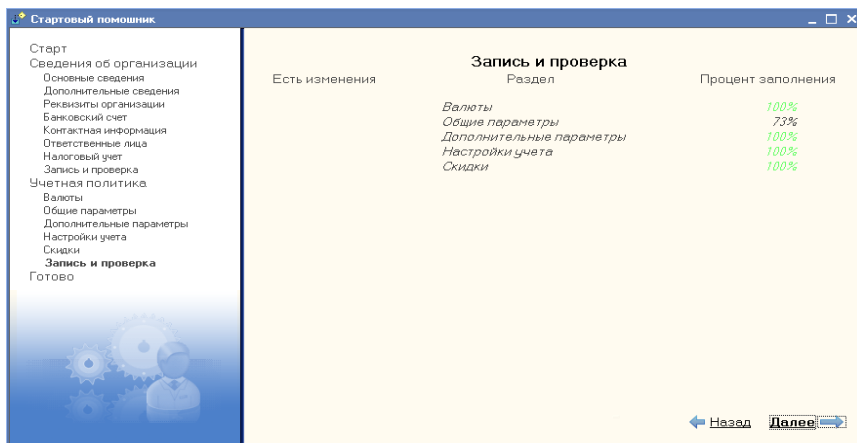 Стартовый помошник
Старт
Сведения об организации
Основные сведения
Дополнительные сведения
Реквизиты организации
Банковский счет
Контактная информация
Ответственные лица
Налоговый учет
Запись и проверка
Учетная политика
Валюты
Общие параметры
Дополнительные параметры
Настройки учета
Скидки
Запись и проверка
Готово
Запись и проверка
Есть изменения Раздел Процент заполнения
Валюты 100%
Общие параметры 73%
Дополнительные параметры 100%
Настройки учета 100%
Скидки 100%
Назад Далее